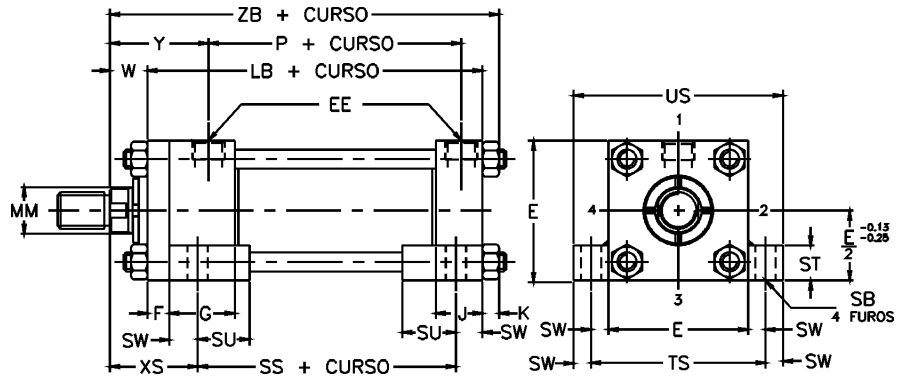 ZB + CURSO
Y P + CURSO
W LB + CURSO
EE
US
1
MM
E
4 2
E/2 -0.13 -0.25
ST
3
F G J K
SB
4 FUROS
SW SU SU SW
SW E SW
XS SS + CURSO
SW TS SW